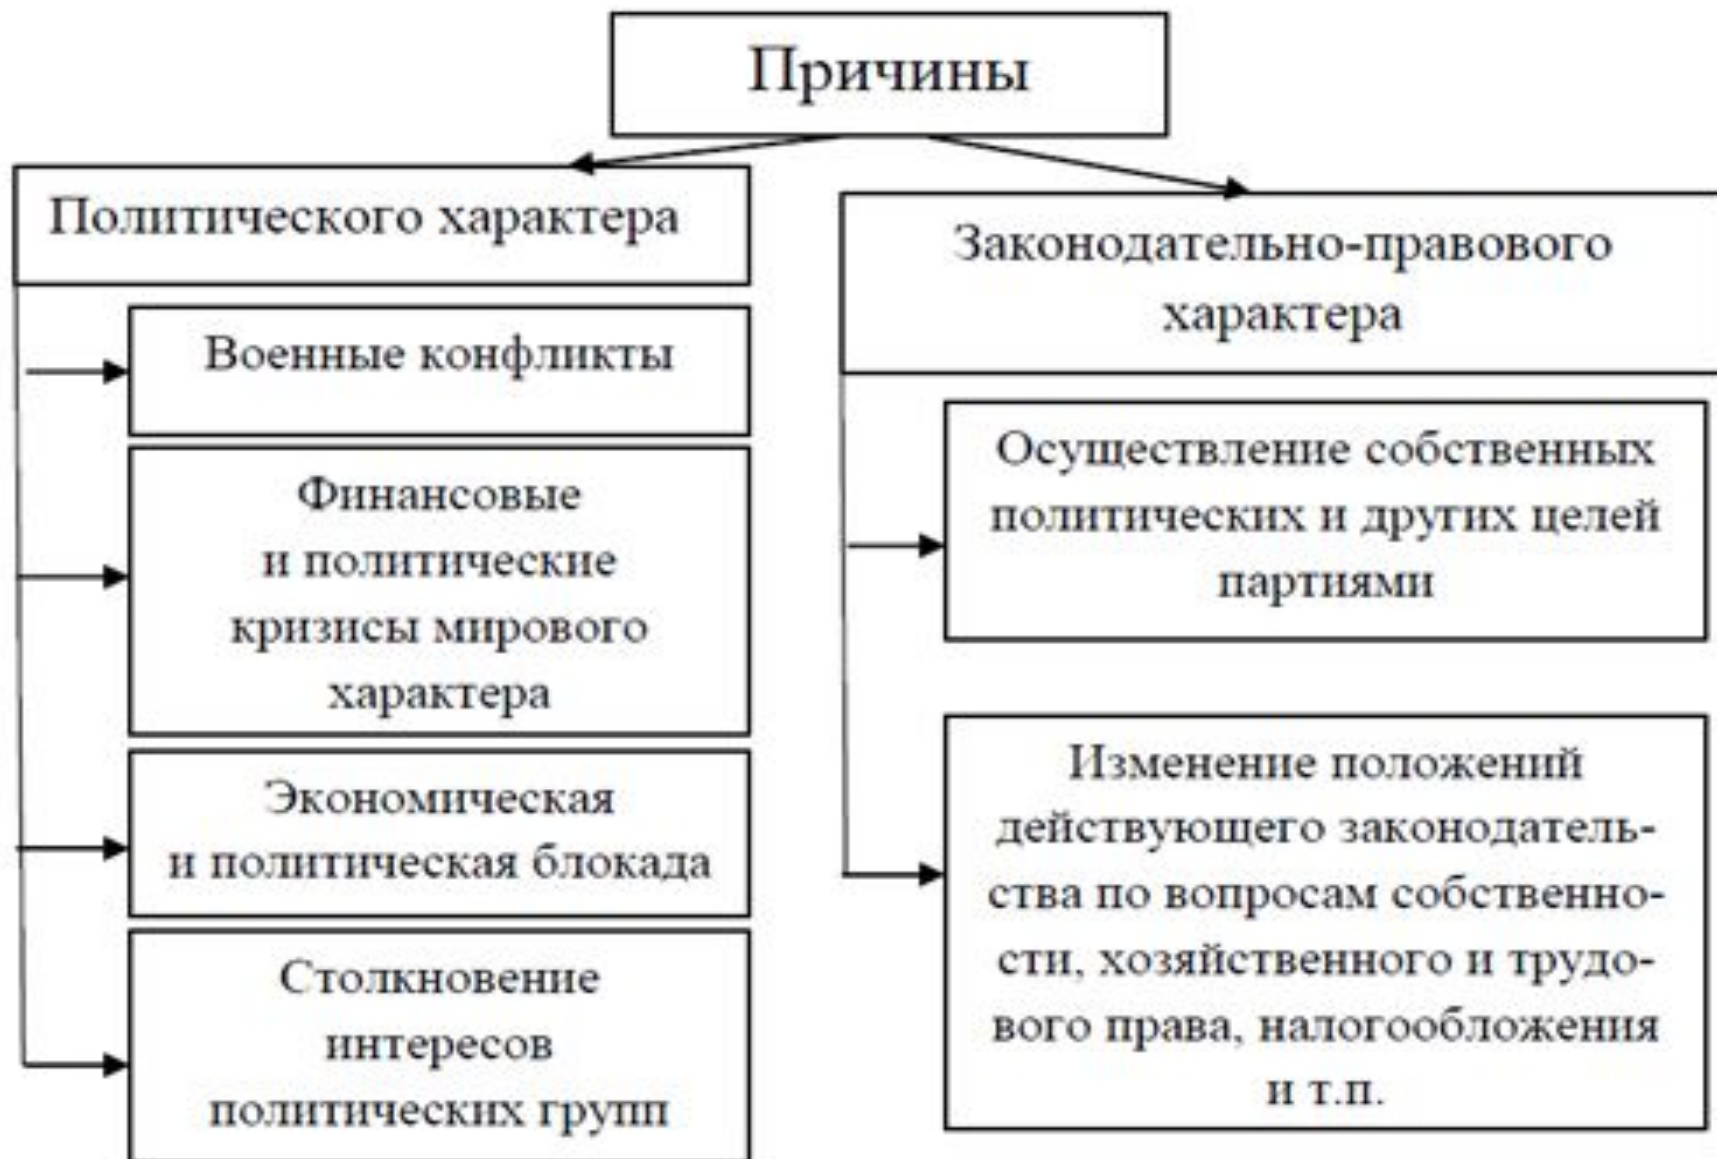 Причины
Политического характера
Военные конфликты
Финансовые
и политические
кризисы мирового
характера
Экономическая
и политическая блокада
Столкновение
интересов
политических групп
Законодательно-правового
характера
Осуществление собственных
политических и других целей
партиями
Изменение положений
действующего законодатель-
ства по вопросам собственно-
сти, хозяйственного и трудо-
вого права, налогообложения
и т.п.